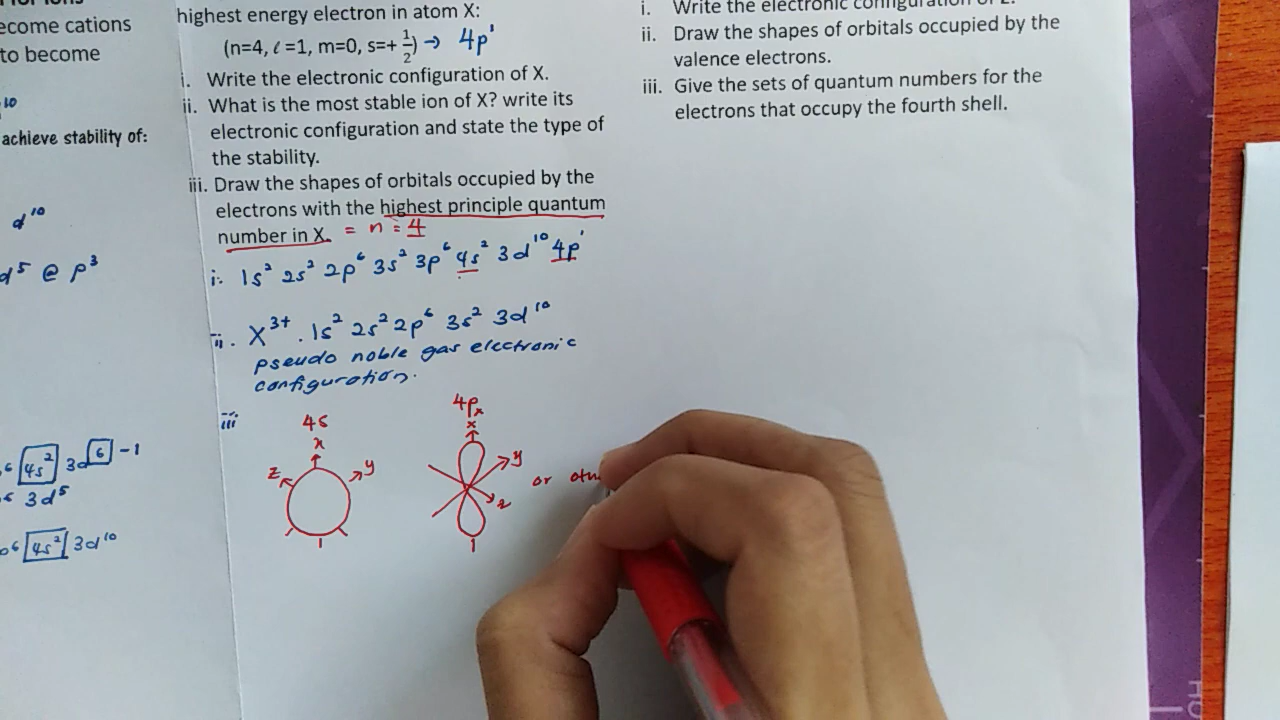 ecome cations
to become
10
achieve stability of:
d¹⁰
d⁵ @ p³
6 4s² 3d 6 -1
6 3d⁵
p⁶ 4s² 3d¹⁰
highest energy electron in atom X:
(n=4, ℓ=1, m=0, s=+ 1/2) → 4p¹
i. Write the electronic configuration of X.
ii. What is the most stable ion of X? write its
electronic configuration and state the type of
the stability.
iii. Draw the shapes of orbitals occupied by the
electrons with the highest principle quantum
number in X. = n = 4
i. 1s² 2s² 2p⁶ 3s² 3p⁶ 4s² 3d¹⁰ 4p¹
ii. X³⁺ . 1s² 2s² 2p⁶ 3s² 3d¹⁰
pseudo noble gas electronic
configuration.
iii
4s
x
z y
4pₓ
x
y
z
or
i. Write the electronic configuration of Z.
ii. Draw the shapes of orbitals occupied by the
valence electrons.
iii. Give the sets of quantum numbers for the
electrons that occupy the fourth shell.